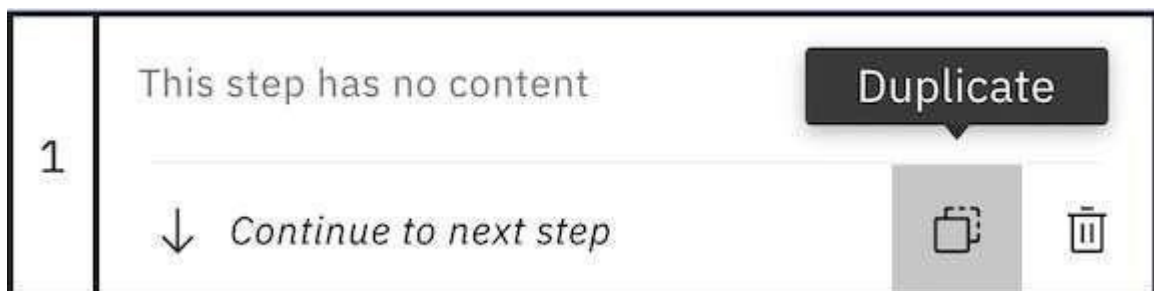 This step has no content
Duplicate
1
Continue to next step